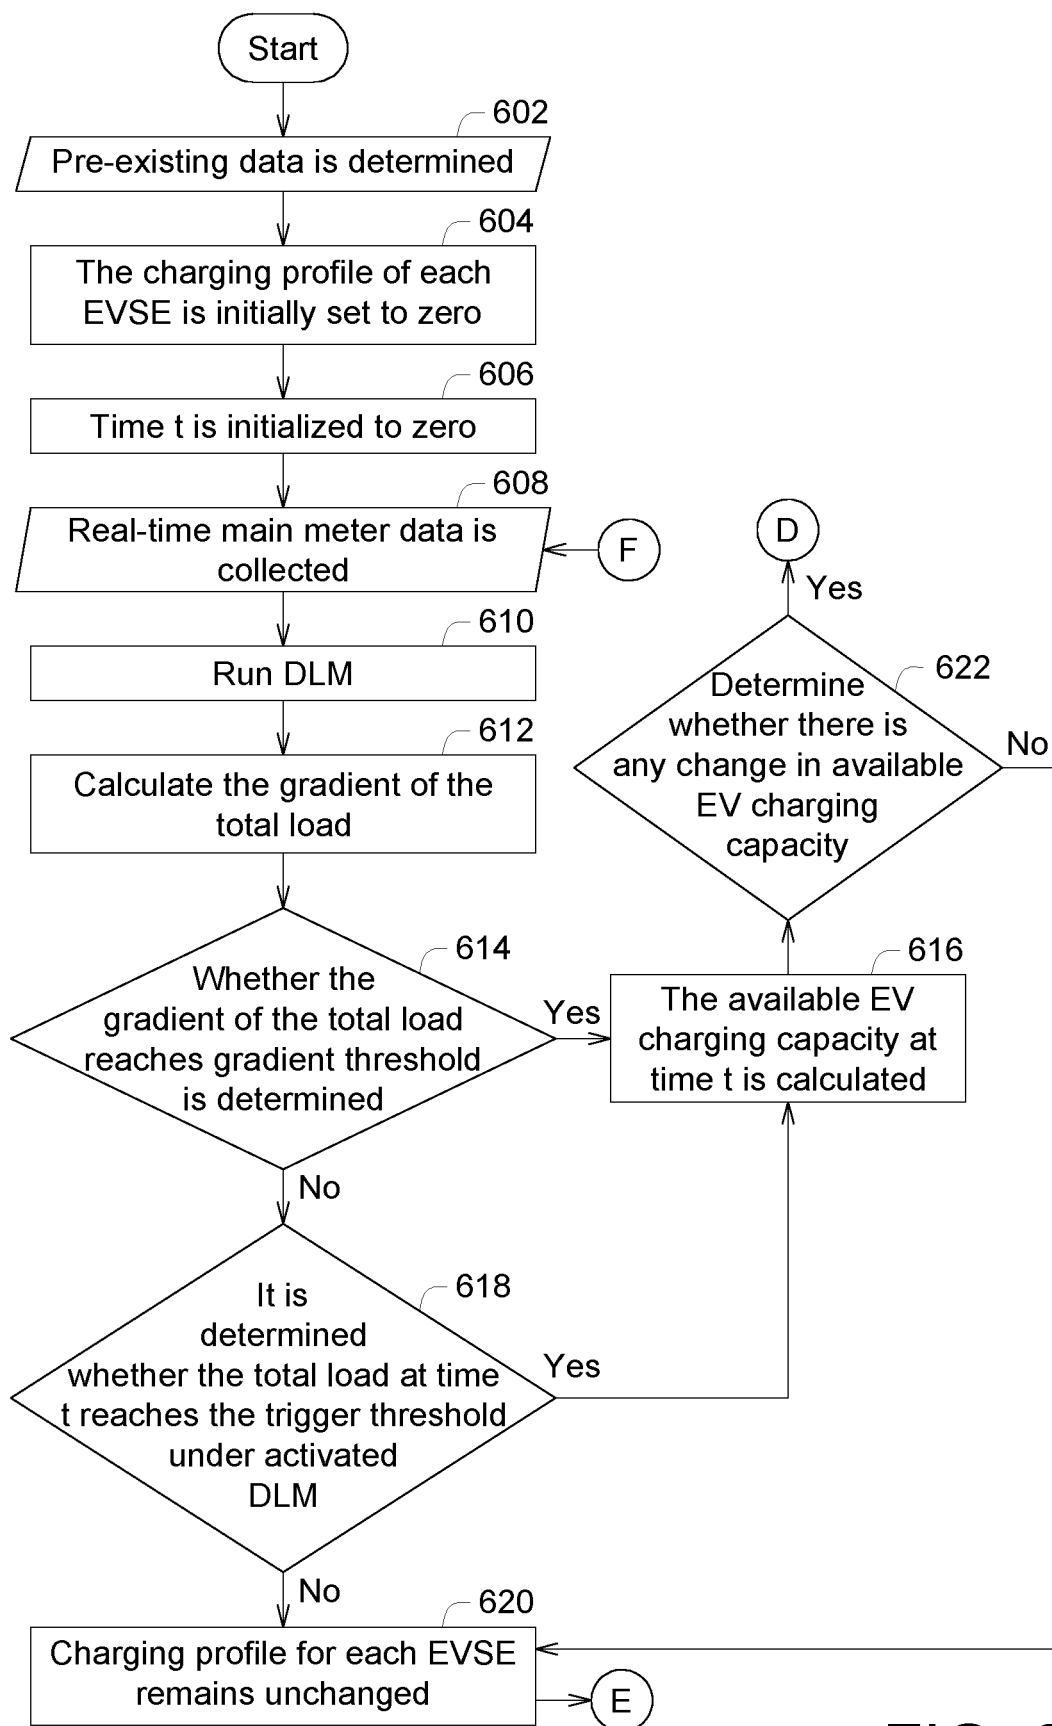 Start
602
Pre-existing data is determined
604
The charging profile of each
EVSE is initially set to zero
606
Time t is initialized to zero
608
Real-time main meter data is
collected
F
D
Yes
610
Run DLM
622
Determine
whether there is
any change in available
EV charging
capacity
No
612
Calculate the gradient of the
total load
614
Whether the
gradient of the total load
reaches gradient threshold
is determined
Yes
616
The available EV
charging capacity at
time t is calculated
No
618
It is
determined
whether the total load at time
t reaches the trigger threshold
under activated
DLM
Yes
No
620
Charging profile for each EVSE
remains unchanged
E